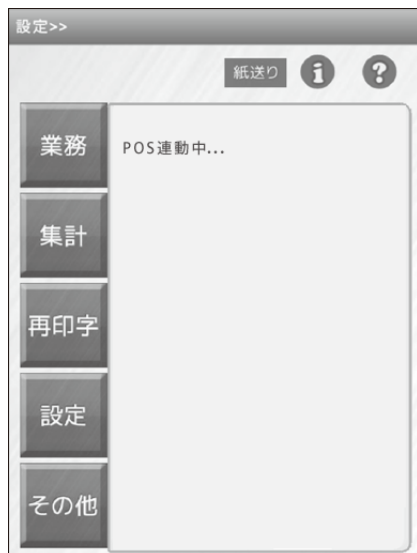 設定>>
紙送り
i
?
業務
POS連動中...
集計
再印字
設定
その他